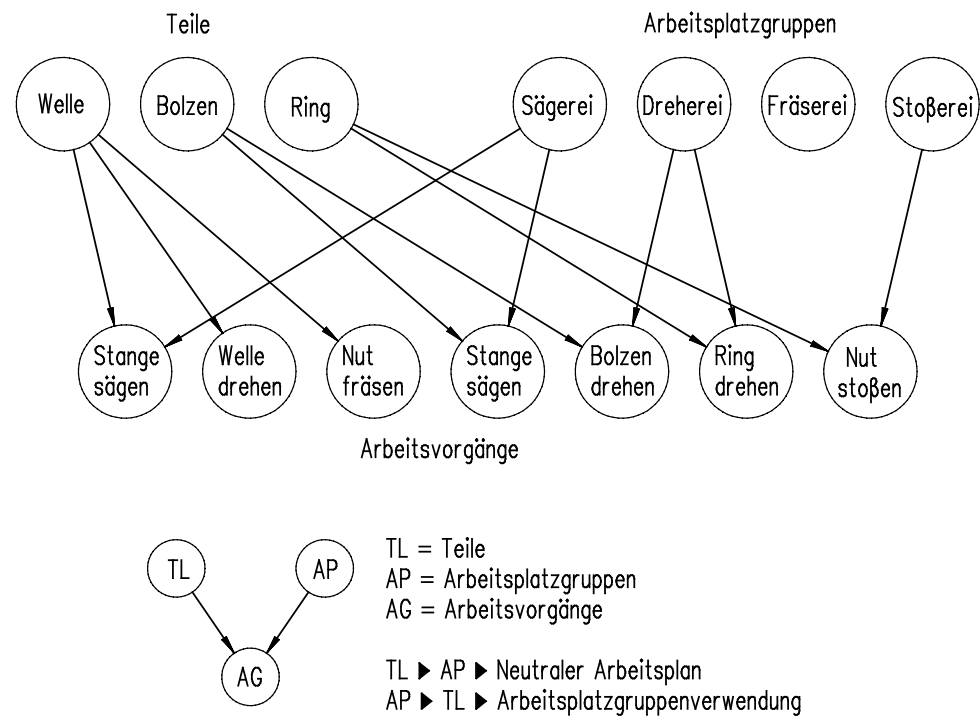 Teile Arbeitsplatzgruppen
Welle Bolzen Ring Sägerei Dreherei Fräserei Stoßerei
Stange Welle Nut Stange Bolzen Ring Nut
sägen drehen fräsen sägen drehen drehen stoßen
Arbeitsvorgänge
TL AP
AG
TL = Teile
AP = Arbeitsplatzgruppen
AG = Arbeitsvorgänge
TL ▶ AP ▶ Neutraler Arbeitsplan
AP ▶ TL ▶ Arbeitsplatzgruppenverwendung